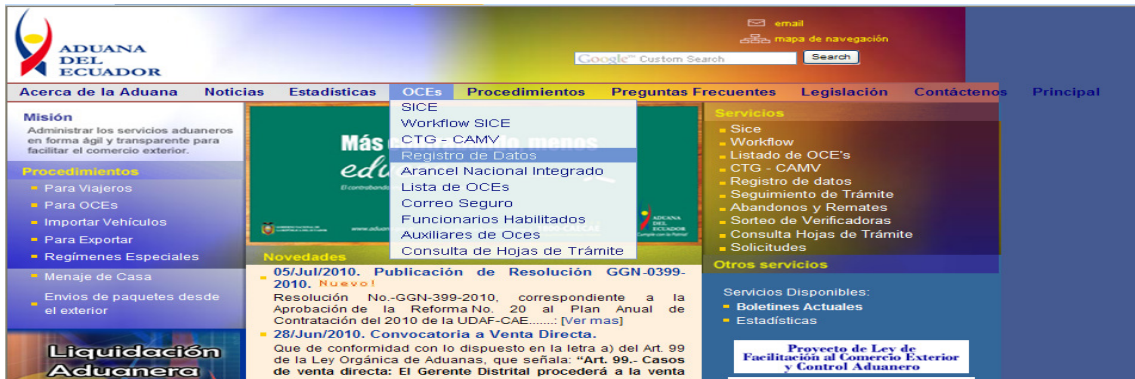 ADUANA
DEL
ECUADOR
email
mapa de navegación
Google™ Custom Search
Search
Acerca de la Aduana Noticias Estadísticas OCEs Procedimientos Preguntas Frecuentes Legislación Contáctenos Principal
Misión
Administrar los servicios aduaneros
en forma ágil y transparente para
facilitar el comercio exterior.
Procedimientos
Para Viajeros
Para OCEs
Importar Vehículos
Para Exportar
Regímenes Especiales
Menaje de Casa
Envios de paquetes desde
el exterior
Liquidación
Aduanera
SICE
Workflow SICE
CTG - CAMV
Registro de Datos
Arancel Nacional Integrado
Lista de OCEs
Correo Seguro
Funcionarios Habilitados
Auxiliares de Oces
Consulta de Hojas de Trámite
Más
menos
El contrabando
ADUANA
DEL
ECUADOR
Novedades
05/Jul/2010. Publicación de Resolución GGN-0399-
2010. Nuevo!
Resolución No.-GGN-399-2010, correspondiente a la
Aprobación de la Reforma No. 20 al Plan Anual de
Contratación del 2010 de la UDAF-CAE.......: [Ver mas]
28/Jun/2010. Convocatoria a Venta Directa.
Que de conformidad con lo dispuesto en la letra a) del Art. 99
de la Ley Orgánica de Aduanas, que señala: "Art. 99.- Casos
de venta directa: El Gerente Distrital procederá a la venta
Servicios
Sice
Workflow
Listado de OCE's
CTG - CAMV
Registro de datos
Seguimiento de Trámite
Abandonos y Remates
Sorteo de Verificadoras
Consulta Hojas de Trámite
Solicitudes
Otros servicios
Servicios Disponibles:
Boletines Actuales
Estadísticas
Proyecto de Ley de
Facilitación al Comercio Exterior
y Control Aduanero